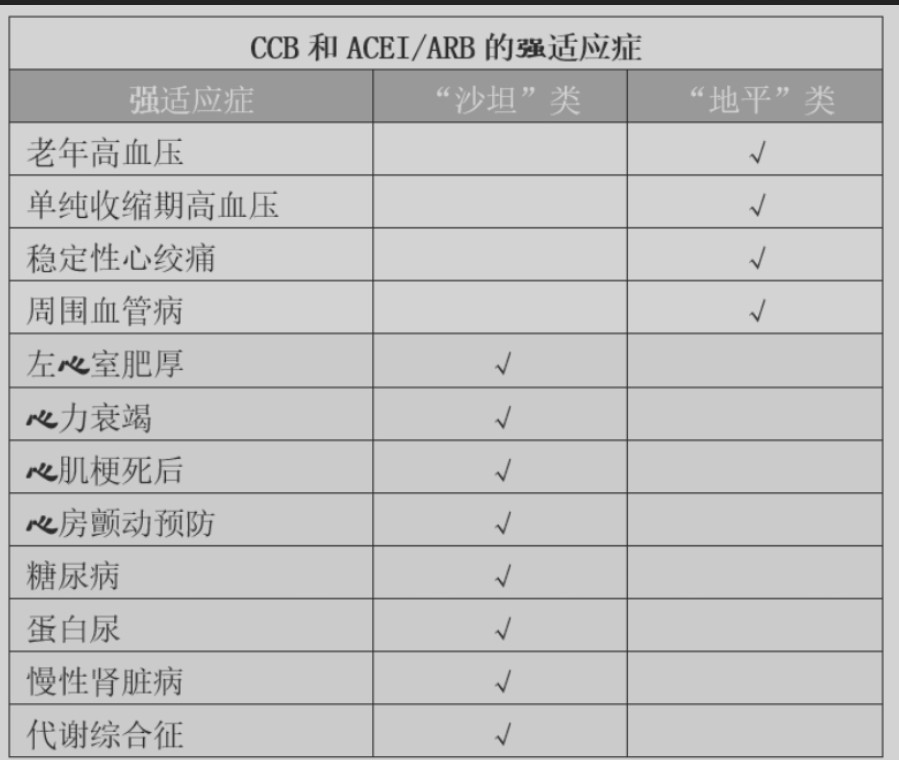 CCB 和 ACEI/ARB 的强适应症
强适应症 “沙坦”类 “地平”类
老年高血压 √
单纯收缩期高血压 √
稳定性心绞痛 √
周围血管病 √
左心室肥厚 √
心力衰竭 √
心肌梗死后 √
心房颤动预防 √
糖尿病 √
蛋白尿 √
慢性肾脏病 √
代谢综合征 √